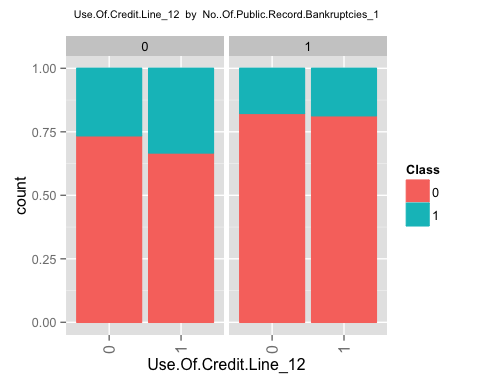 Use.Of.Credit.Line_12 by No..Of.Public.Record.Bankruptcies_1
0 1
1.00
0.75
0.50
0.25
0.00
count
0 1 0 1
Use.Of.Credit.Line_12
Class
0
1